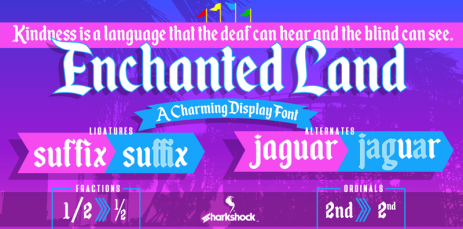 Kindness is a language that the deaf can hear and the blind can see.
Enchanted Land
A Charming Display Font
LIGATURES
suffix suffix
ALTERNATES
jaguar jaguar
FRACTIONS
1/2 ½
Sharkshock
ORDINALS
2nd 2nd